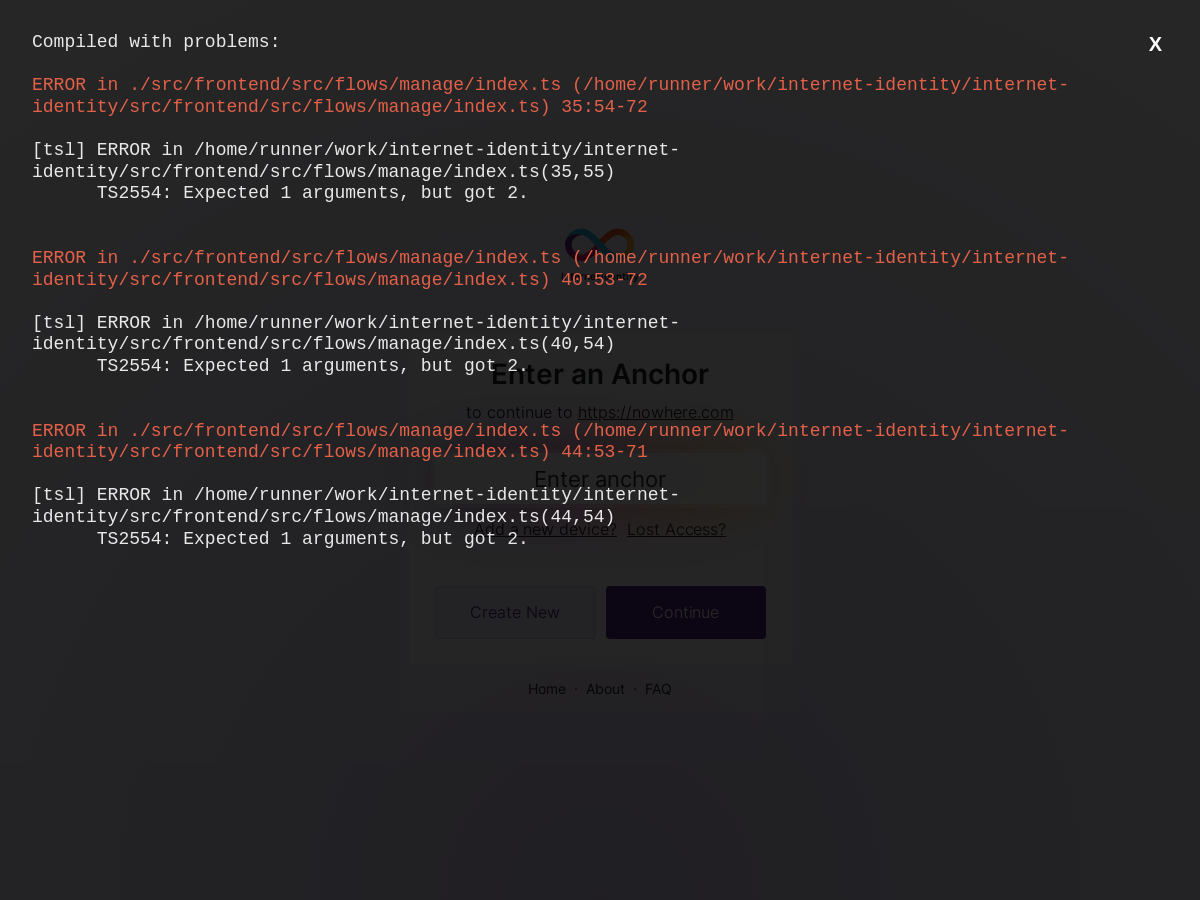 Compiled with problems:
X
ERROR in ./src/frontend/src/flows/manage/index.ts (/home/runner/work/internet-identity/internet-
identity/src/frontend/src/flows/manage/index.ts) 35:54-72
[tsl] ERROR in /home/runner/work/internet-identity/internet-
identity/src/frontend/src/flows/manage/index.ts(35,55)
TS2554: Expected 1 arguments, but got 2.
ERROR in ./src/frontend/src/flows/manage/index.ts (/home/runner/work/internet-identity/internet-
identity/src/frontend/src/flows/manage/index.ts) 40:53-72
[tsl] ERROR in /home/runner/work/internet-identity/internet-
identity/src/frontend/src/flows/manage/index.ts(40,54)
TS2554: Expected 1 arguments, but got 2.
Enter an Anchor
to continue to https://nowhere.com
ERROR in ./src/frontend/src/flows/manage/index.ts (/home/runner/work/internet-identity/internet-
identity/src/frontend/src/flows/manage/index.ts) 44:53-71
Enter anchor
[tsl] ERROR in /home/runner/work/internet-identity/internet-
identity/src/frontend/src/flows/manage/index.ts(44,54)
TS2554: Expected 1 arguments, but got 2.
Add a new device? Lost Access?
Create New
Continue
Home · About · FAQ